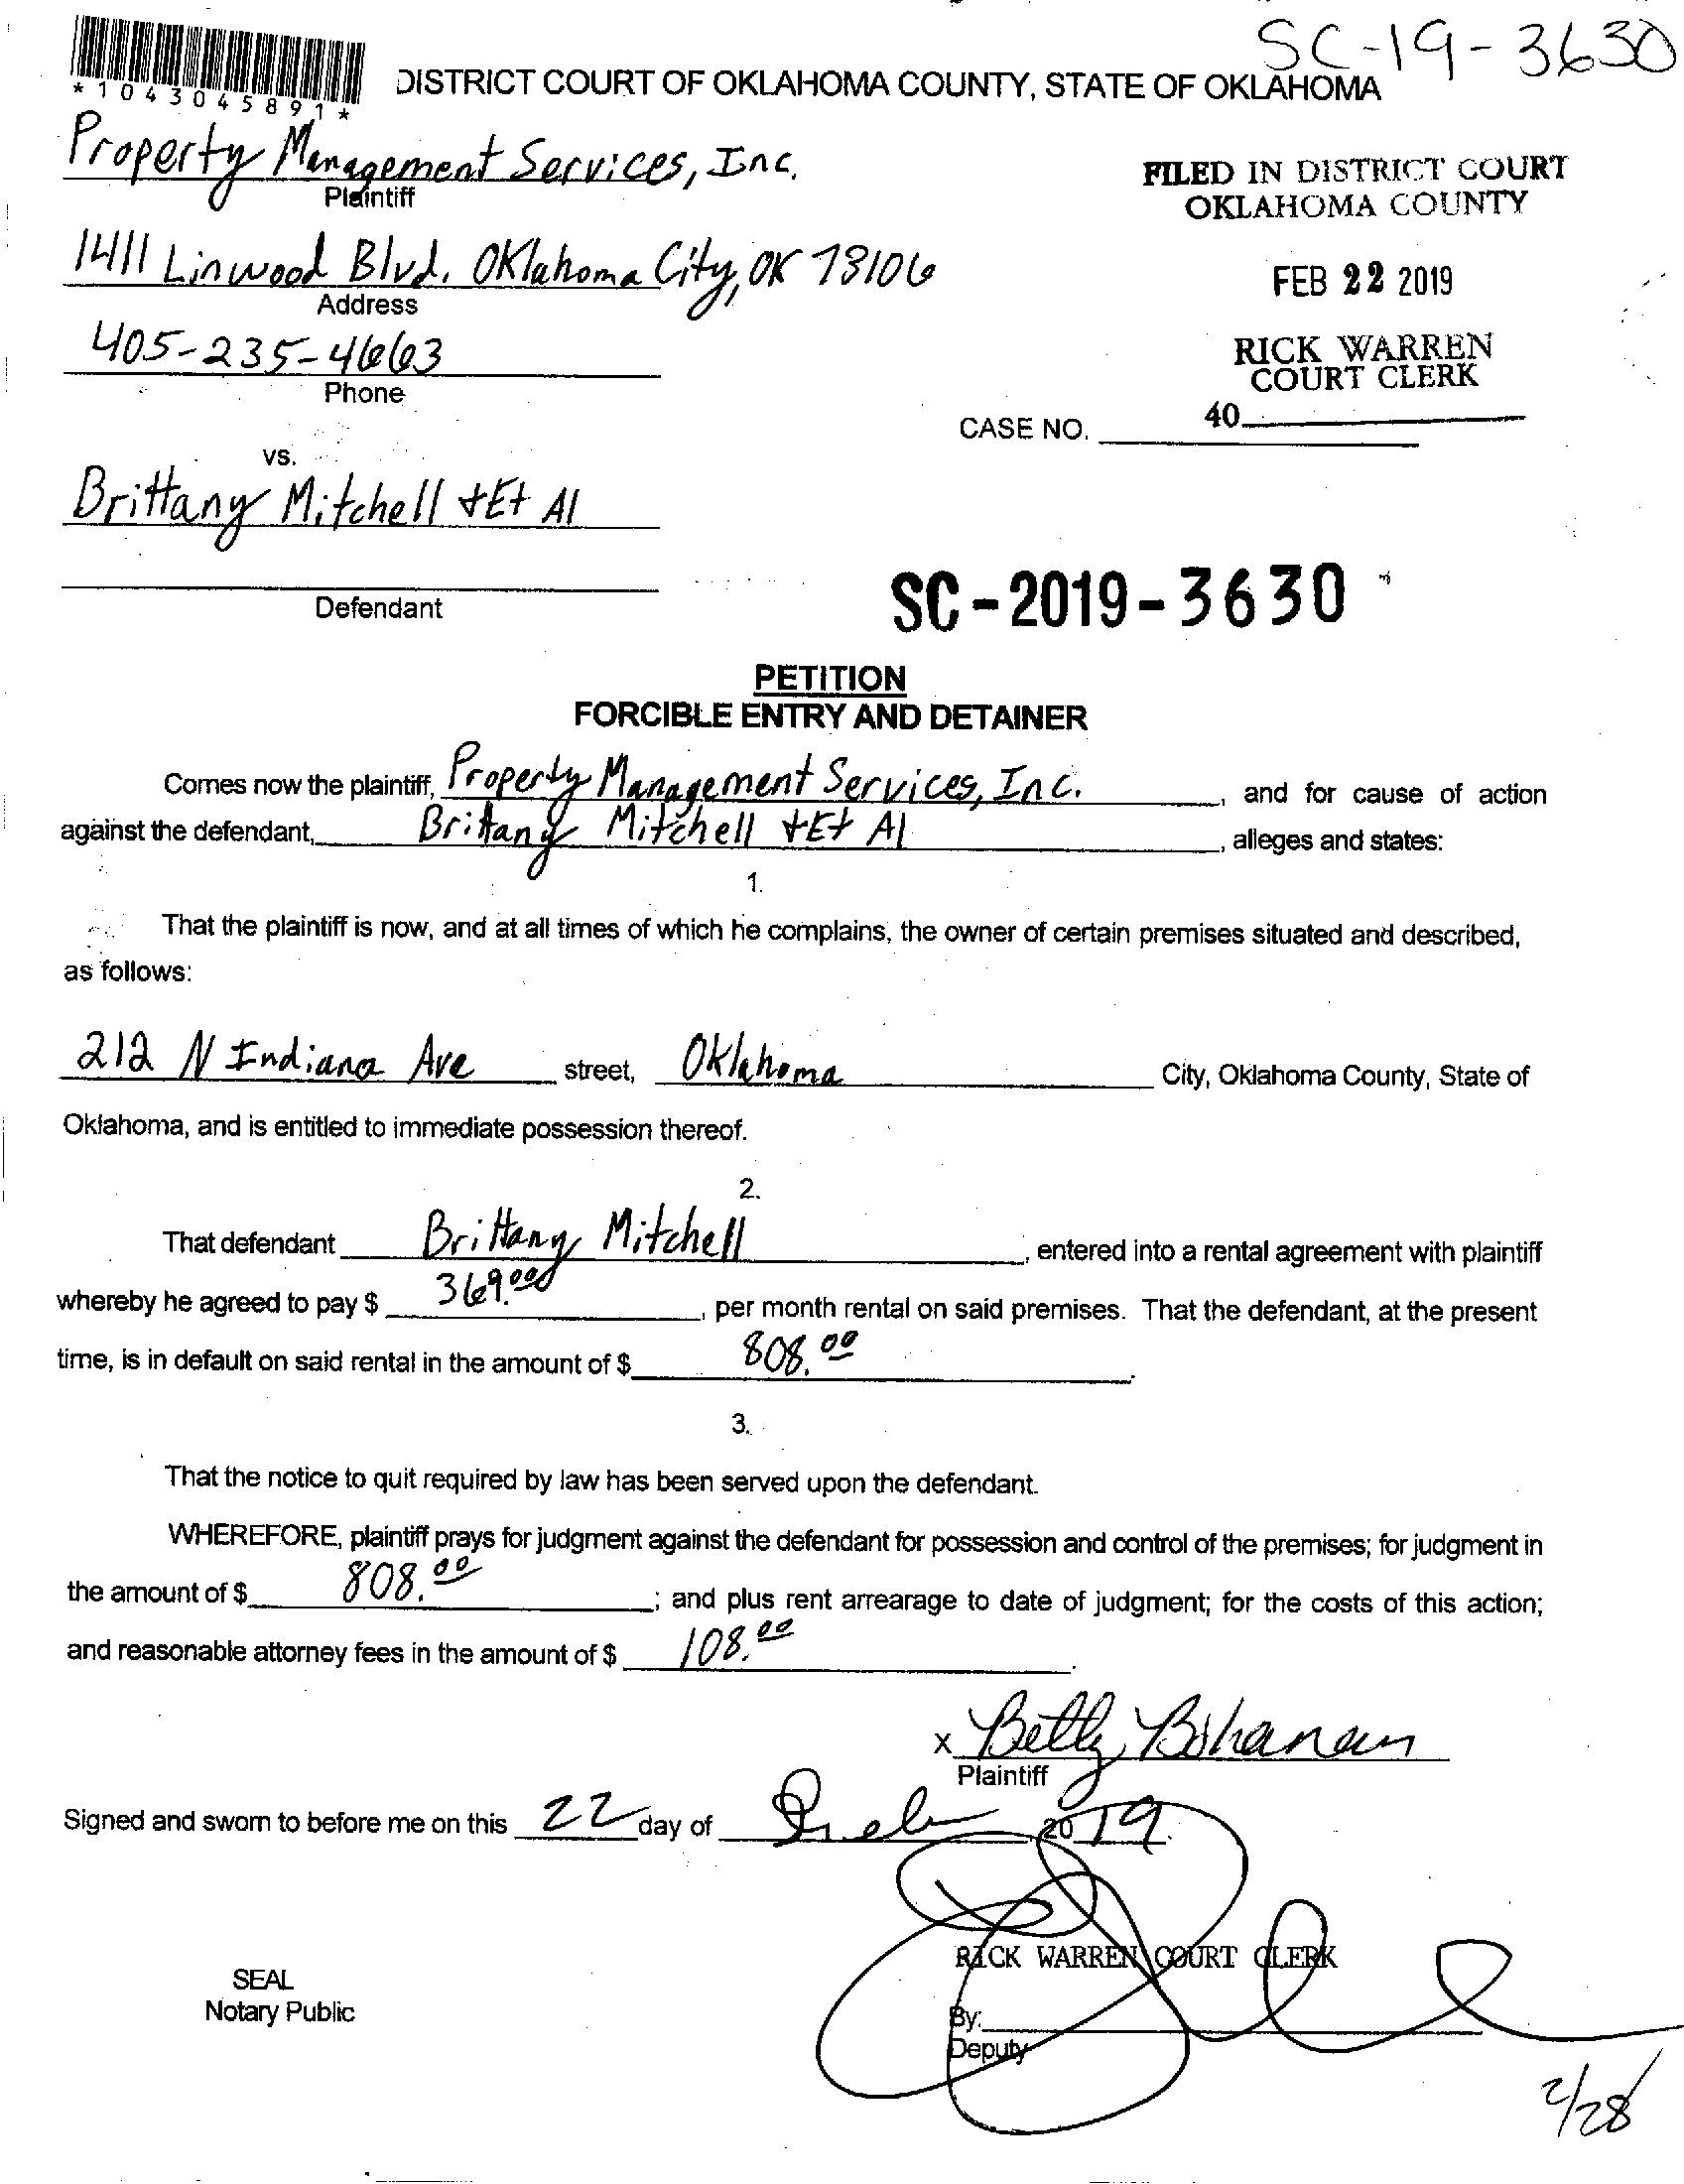 SC-19-3630
*1043045891*
DISTRICT COURT OF OKLAHOMA COUNTY, STATE OF OKLAHOMA
Property Management Services, Inc.
Plaintiff
FILED IN DISTRICT COURT
OKLAHOMA COUNTY
1411 Linwood Blvd. Oklahoma City, OK 73106
Address
FEB 22 2019
405-235-4663
Phone
RICK WARREN
COURT CLERK
40
CASE NO.
vs.
Brittany Mitchell + Et Al
Defendant
SC-2019-3630
PETITION
FORCIBLE ENTRY AND DETAINER
Comes now the plaintiff, Property Management Services, Inc. , and for cause of action
against the defendant, Brittany Mitchell + Et Al , alleges and states:
1.
That the plaintiff is now, and at all times of which he complains, the owner of certain premises situated and described,
as follows:
212 N Indiana Ave street, Oklahoma City, Oklahoma County, State of
Oklahoma, and is entitled to immediate possession thereof.
2.
That defendant Brittany Mitchell , entered into a rental agreement with plaintiff
whereby he agreed to pay $ 369.00 , per month rental on said premises. That the defendant, at the present
time, is in default on said rental in the amount of $ 808.00 .
3.
That the notice to quit required by law has been served upon the defendant.
WHEREFORE, plaintiff prays for judgment against the defendant for possession and control of the premises; for judgment in
the amount of $ 808.00 ; and plus rent arrearage to date of judgment; for the costs of this action;
and reasonable attorney fees in the amount of $ 108.00 .
x Betty Bohanan
Plaintiff
Signed and sworn to before me on this 22 day of Feb 2019.
RICK WARREN COURT CLERK
SEAL
Notary Public
By:
Deputy
2/28